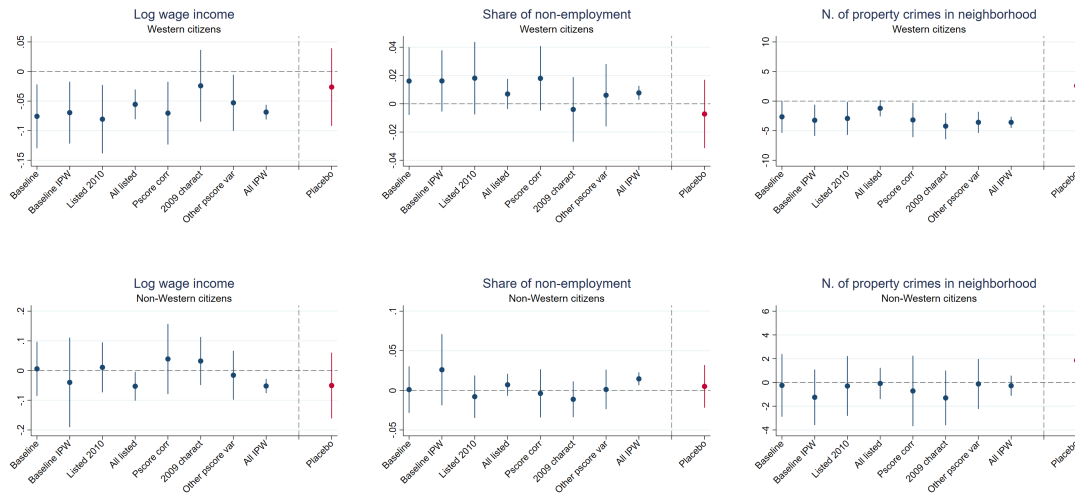 Log wage income
Western citizens
.05
0
-.05
-.1
-.15
Baseline
Baseline IPW
Listed 2010
All listed
Pscore corr
2009 charact
Other pscore var
All IPW
Placebo
Share of non-employment
Western citizens
.04
.02
0
-.02
-.04
Baseline
Baseline IPW
Listed 2010
All listed
Pscore corr
2009 charact
Other pscore var
All IPW
Placebo
N. of property crimes in neighborhood
Western citizens
10
5
0
-5
-10
Baseline
Baseline IPW
Listed 2010
All listed
Pscore corr
2009 charact
Other pscore var
All IPW
Placebo
Log wage income
Non-Western citizens
.2
.1
0
-.1
-.2
Baseline
Baseline IPW
Listed 2010
All listed
Pscore corr
2009 charact
Other pscore var
All IPW
Placebo
Share of non-employment
Non-Western citizens
.1
.05
0
-.05
Baseline
Baseline IPW
Listed 2010
All listed
Pscore corr
2009 charact
Other pscore var
All IPW
Placebo
N. of property crimes in neighborhood
Non-Western citizens
6
4
2
0
-2
-4
Baseline
Baseline IPW
Listed 2010
All listed
Pscore corr
2009 charact
Other pscore var
All IPW
Placebo